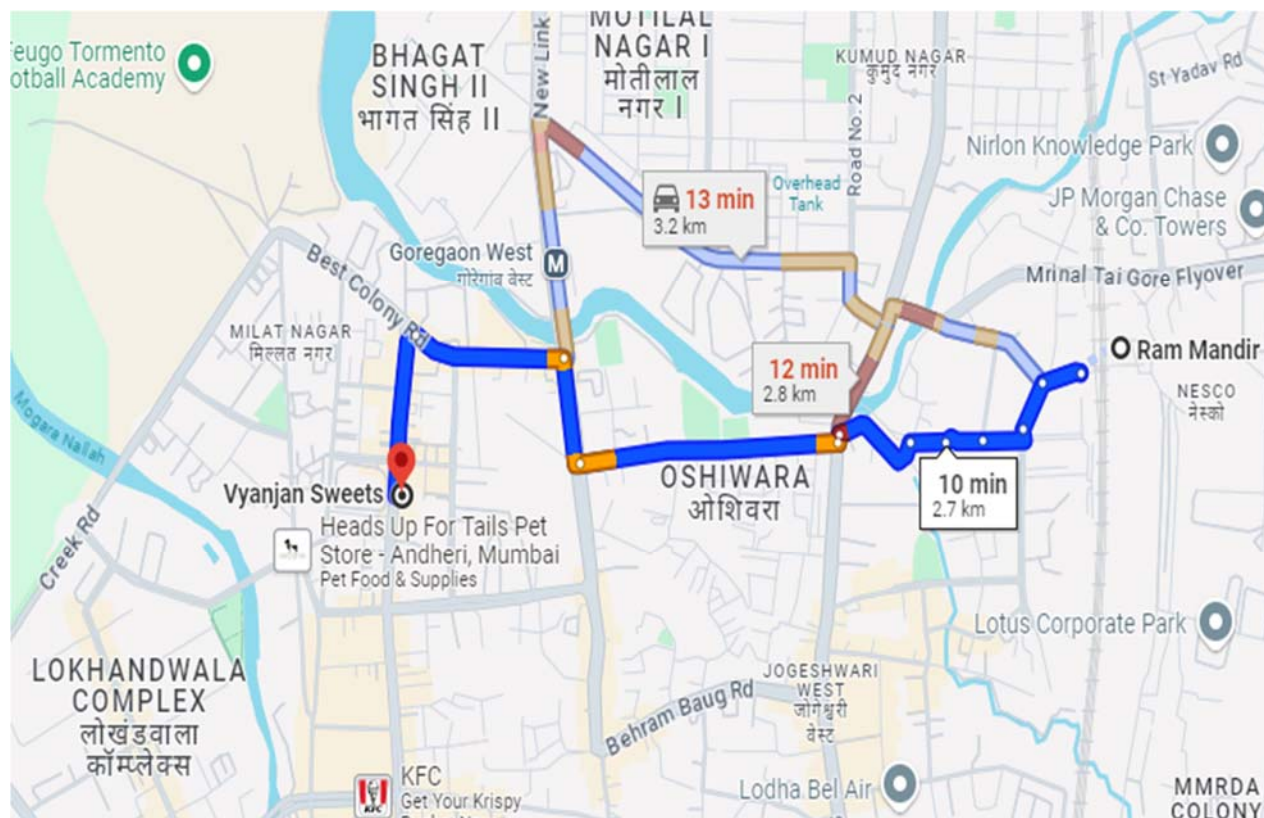 Feugo Tormento
ootball Academy
BHAGAT
SINGH II
भागत सिंह II
New Link
MOTILAL
NAGAR I
मोतीलाल
नगर I
KUMUD NAGAR
कुमुद नगर
St Yadav Rd
Nirlon Knowledge Park
Road No. 2
Overhead
Tank
JP Morgan Chase
& Co. Towers
13 min
3.2 km
Goregaon West
गोरेगांव वेस्ट
M
Mrinal Tai Gore Flyover
Best Colony Rd
MILAT NAGAR
मिल्लत नगर
12 min
2.8 km
Ram Mandir
NESCO
नेस्को
Mogara Nallah
OSHIWARA
ओशिवरा
10 min
2.7 km
Vyanjan Sweets
Heads Up For Tails Pet
Store - Andheri, Mumbai
Pet Food & Supplies
Creek Rd
Lotus Corporate Park
LOKHANDWALA
COMPLEX
लोखंडवाला
कॉम्प्लेक्स
JOGESHWARI
WEST
जोगेश्वरी
वेस्ट
Behram Baug Rd
Lodha Bel Air
KFC
KFC
Get Your Krispy
MMRDA
COLONY